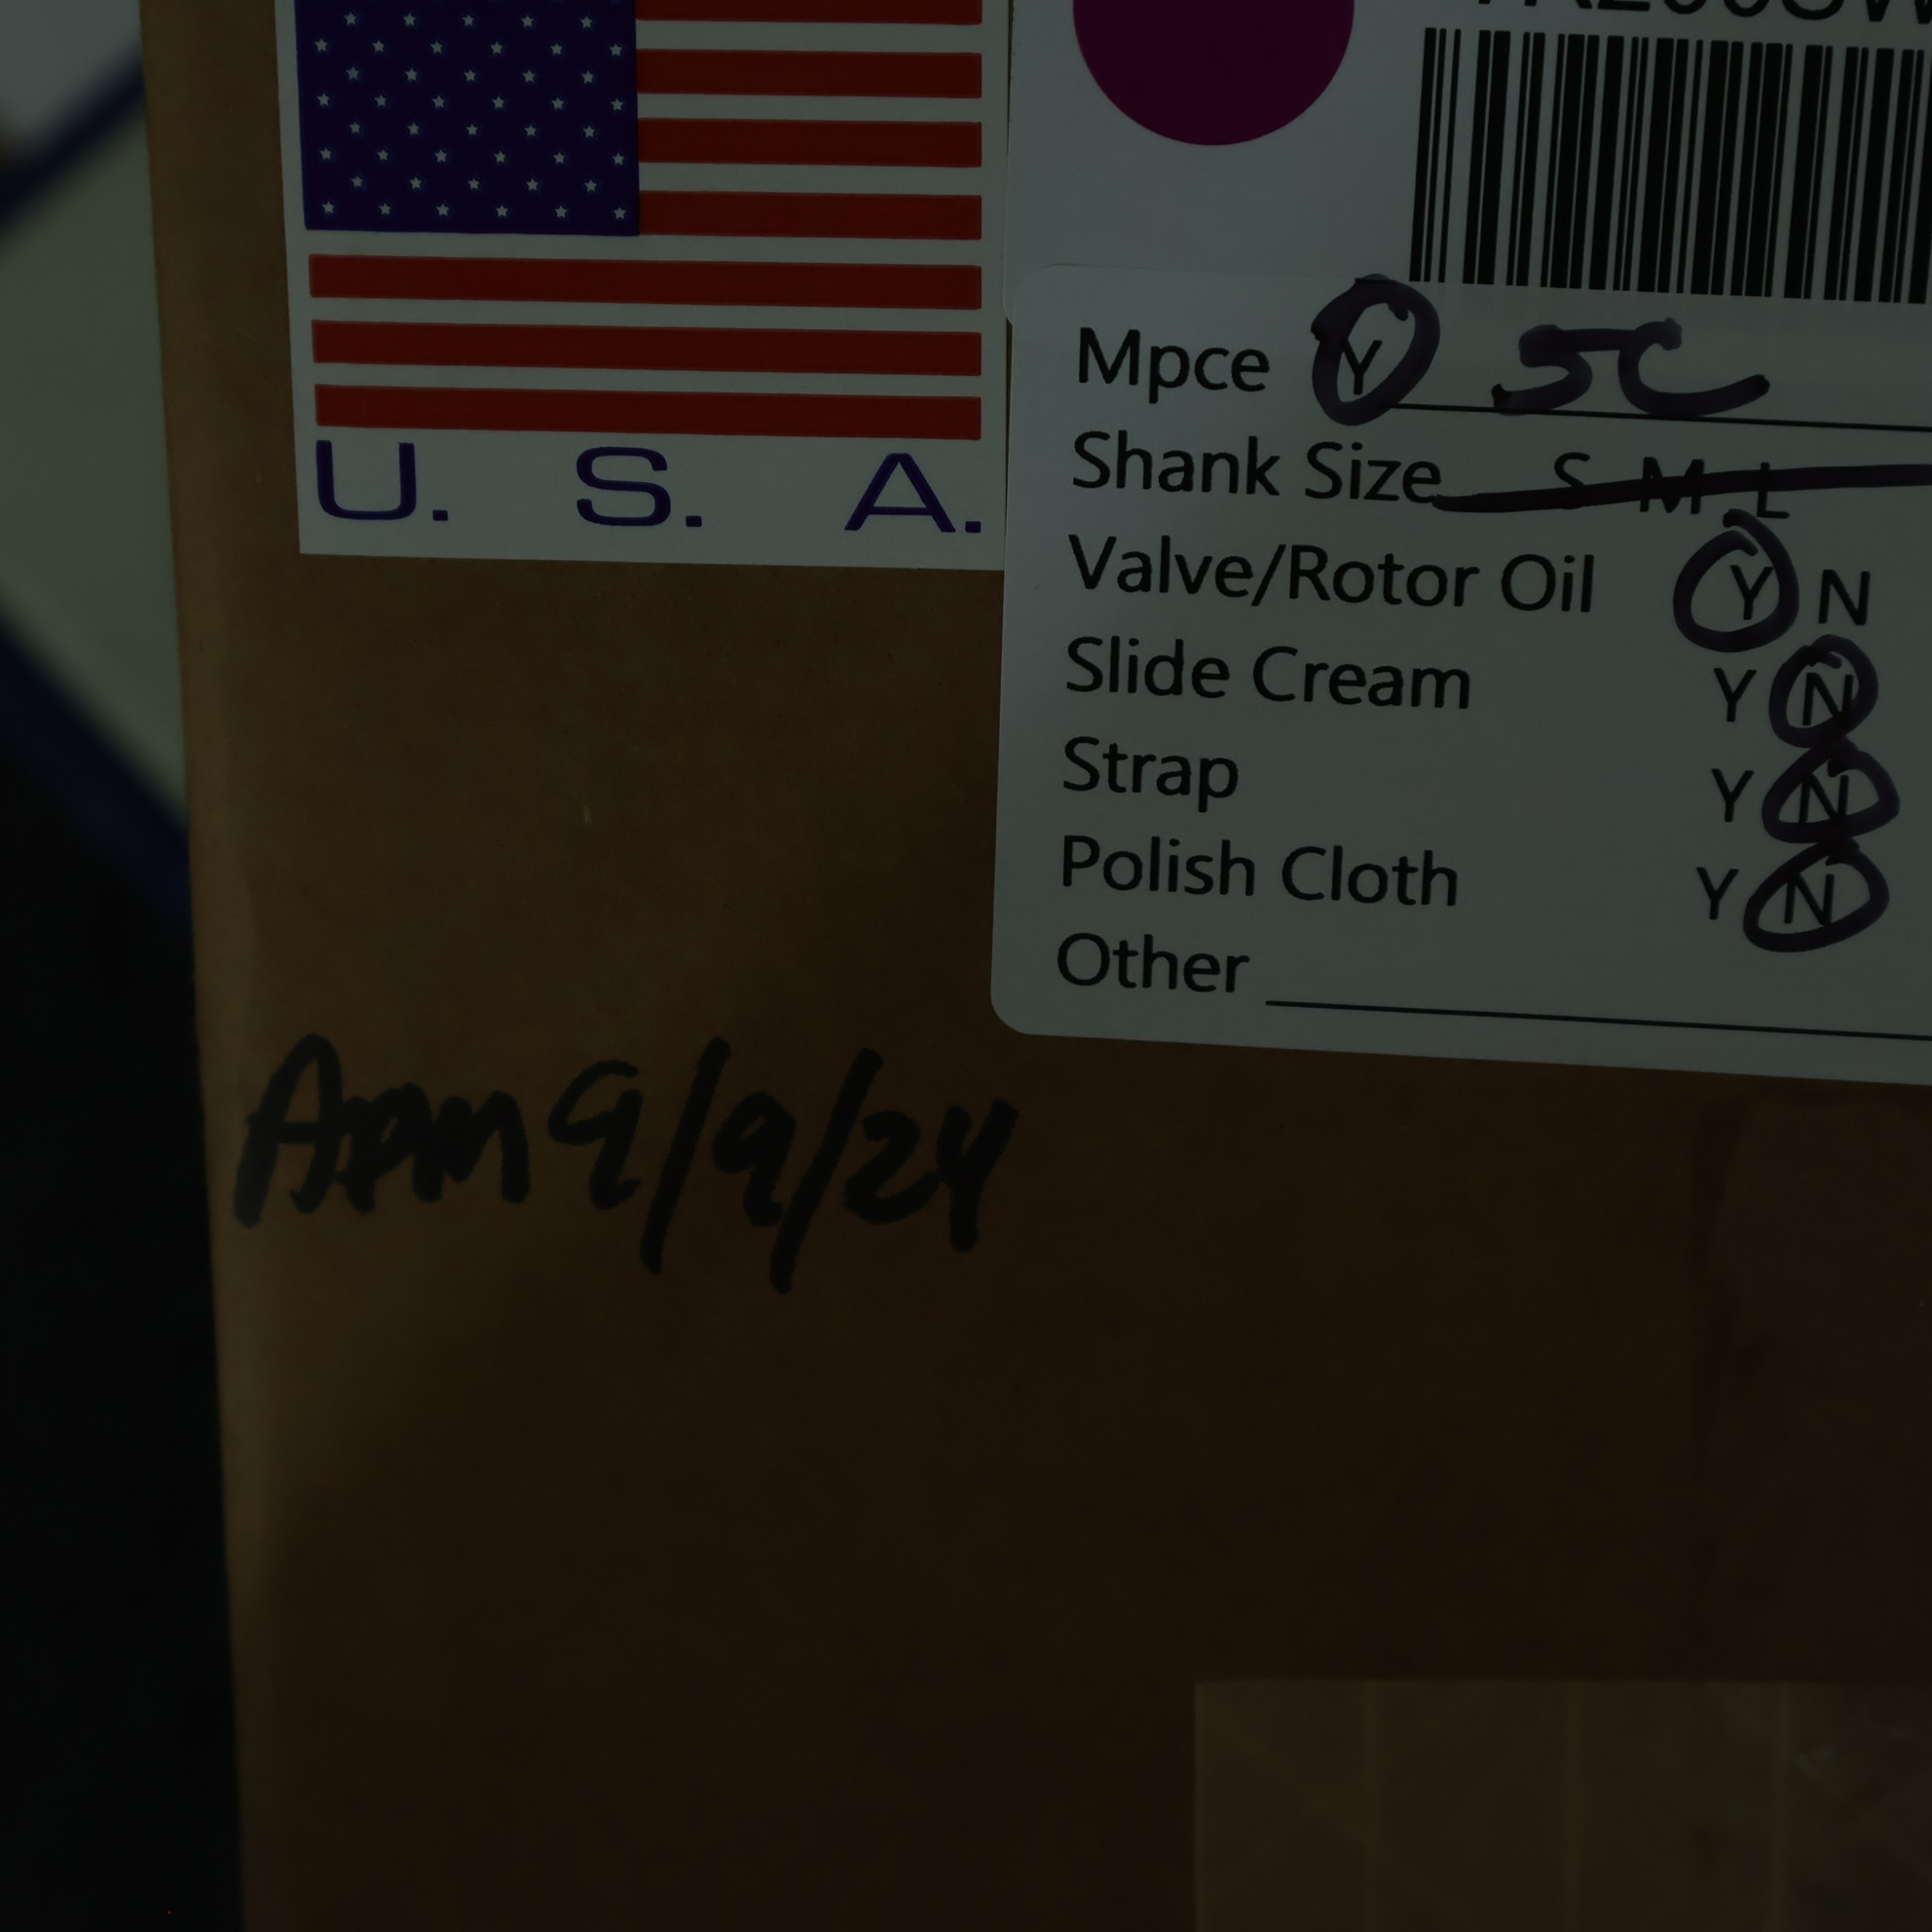 U. S. A.
Mpce Y 5C
Shank Size S M L
Valve/Rotor Oil Y N
Slide Cream Y N
Strap Y N
Polish Cloth Y N
Other
9/9/24